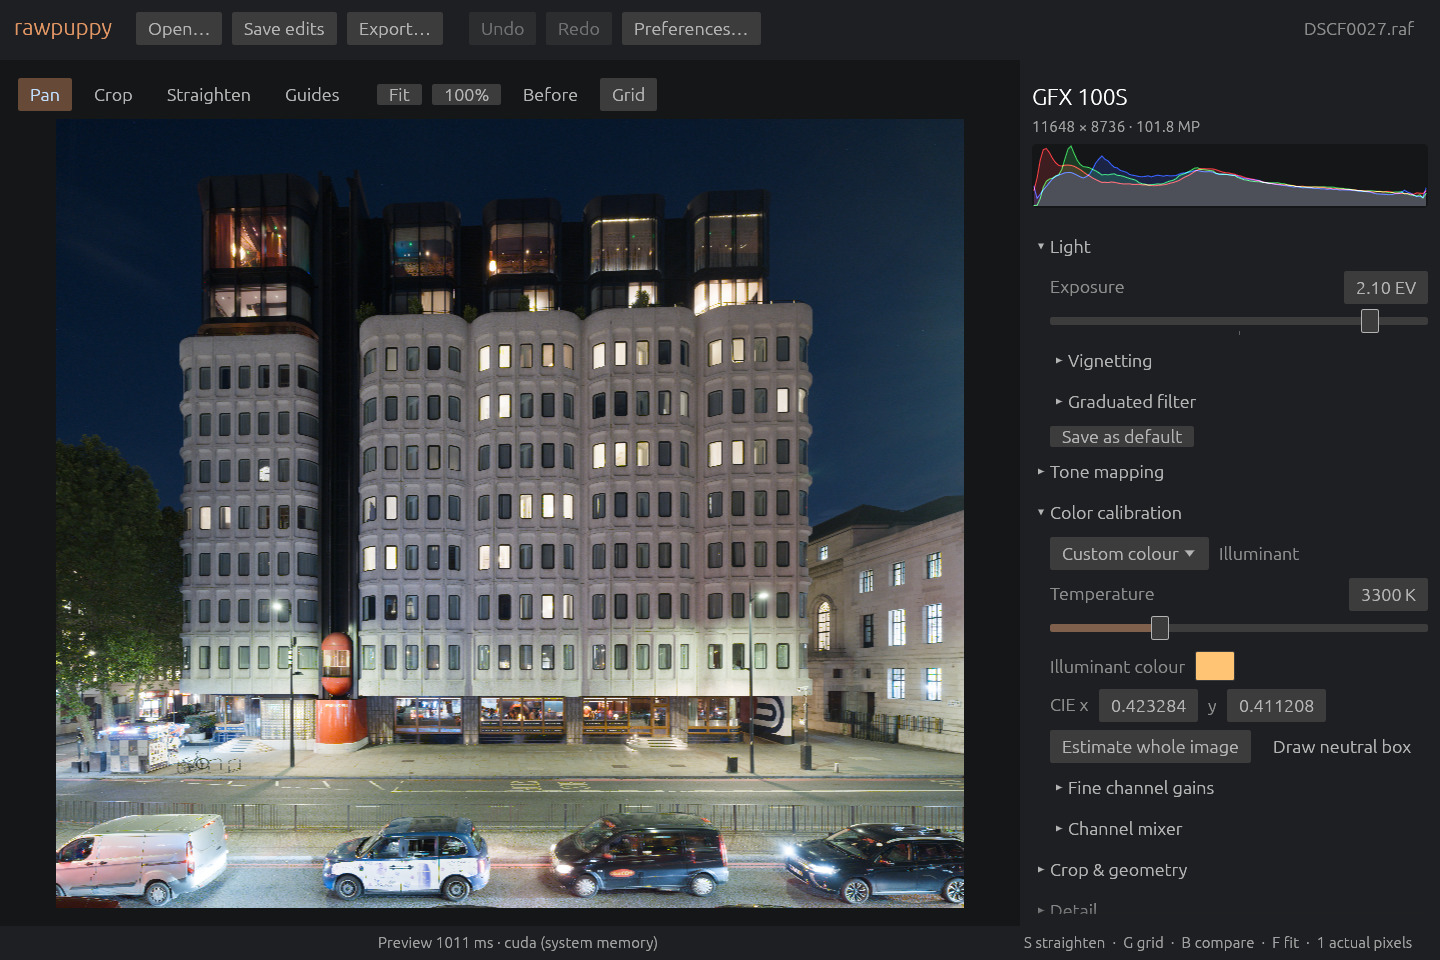 rawpuppy Open… Save edits Export… Undo Redo Preferences… DSCF0027.raf
Pan Crop Straighten Guides Fit 100% Before Grid
GFX 100S
11648 × 8736 · 101.8 MP
Light
Exposure 2.10 EV
Vignetting
Graduated filter
Save as default
Tone mapping
Color calibration
Custom colour Illuminant
Temperature 3300 K
Illuminant colour
CIE x 0.423284 y 0.411208
Estimate whole image Draw neutral box
Fine channel gains
Channel mixer
Crop & geometry
Detail
Preview 1011 ms · cuda (system memory) S straighten · G grid · B compare · F fit · 1 actual pixels